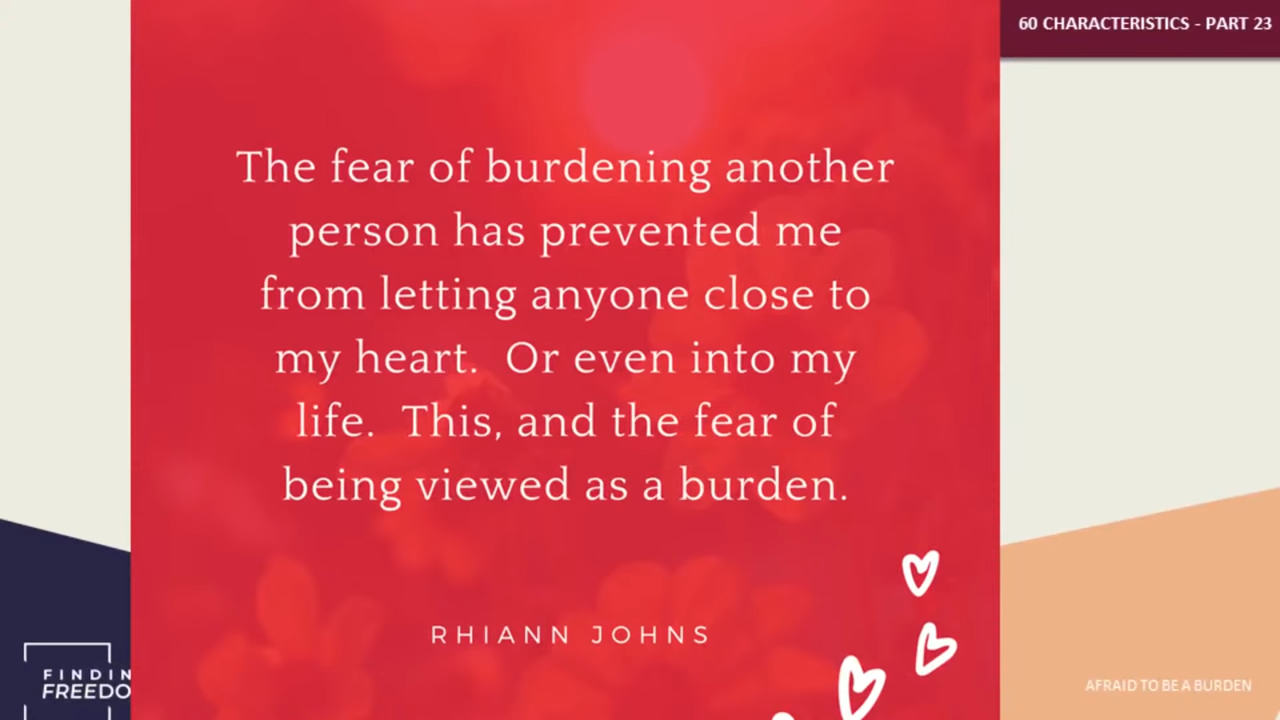 60 CHARACTERISTICS - PART 23
The fear of burdening another
person has prevented me
from letting anyone close to
my heart.  Or even into my
life.  This, and the fear of
being viewed as a burden.
RHIANN JOHNS
FINDIN
FREEDO
AFRAID TO BE A BURDEN